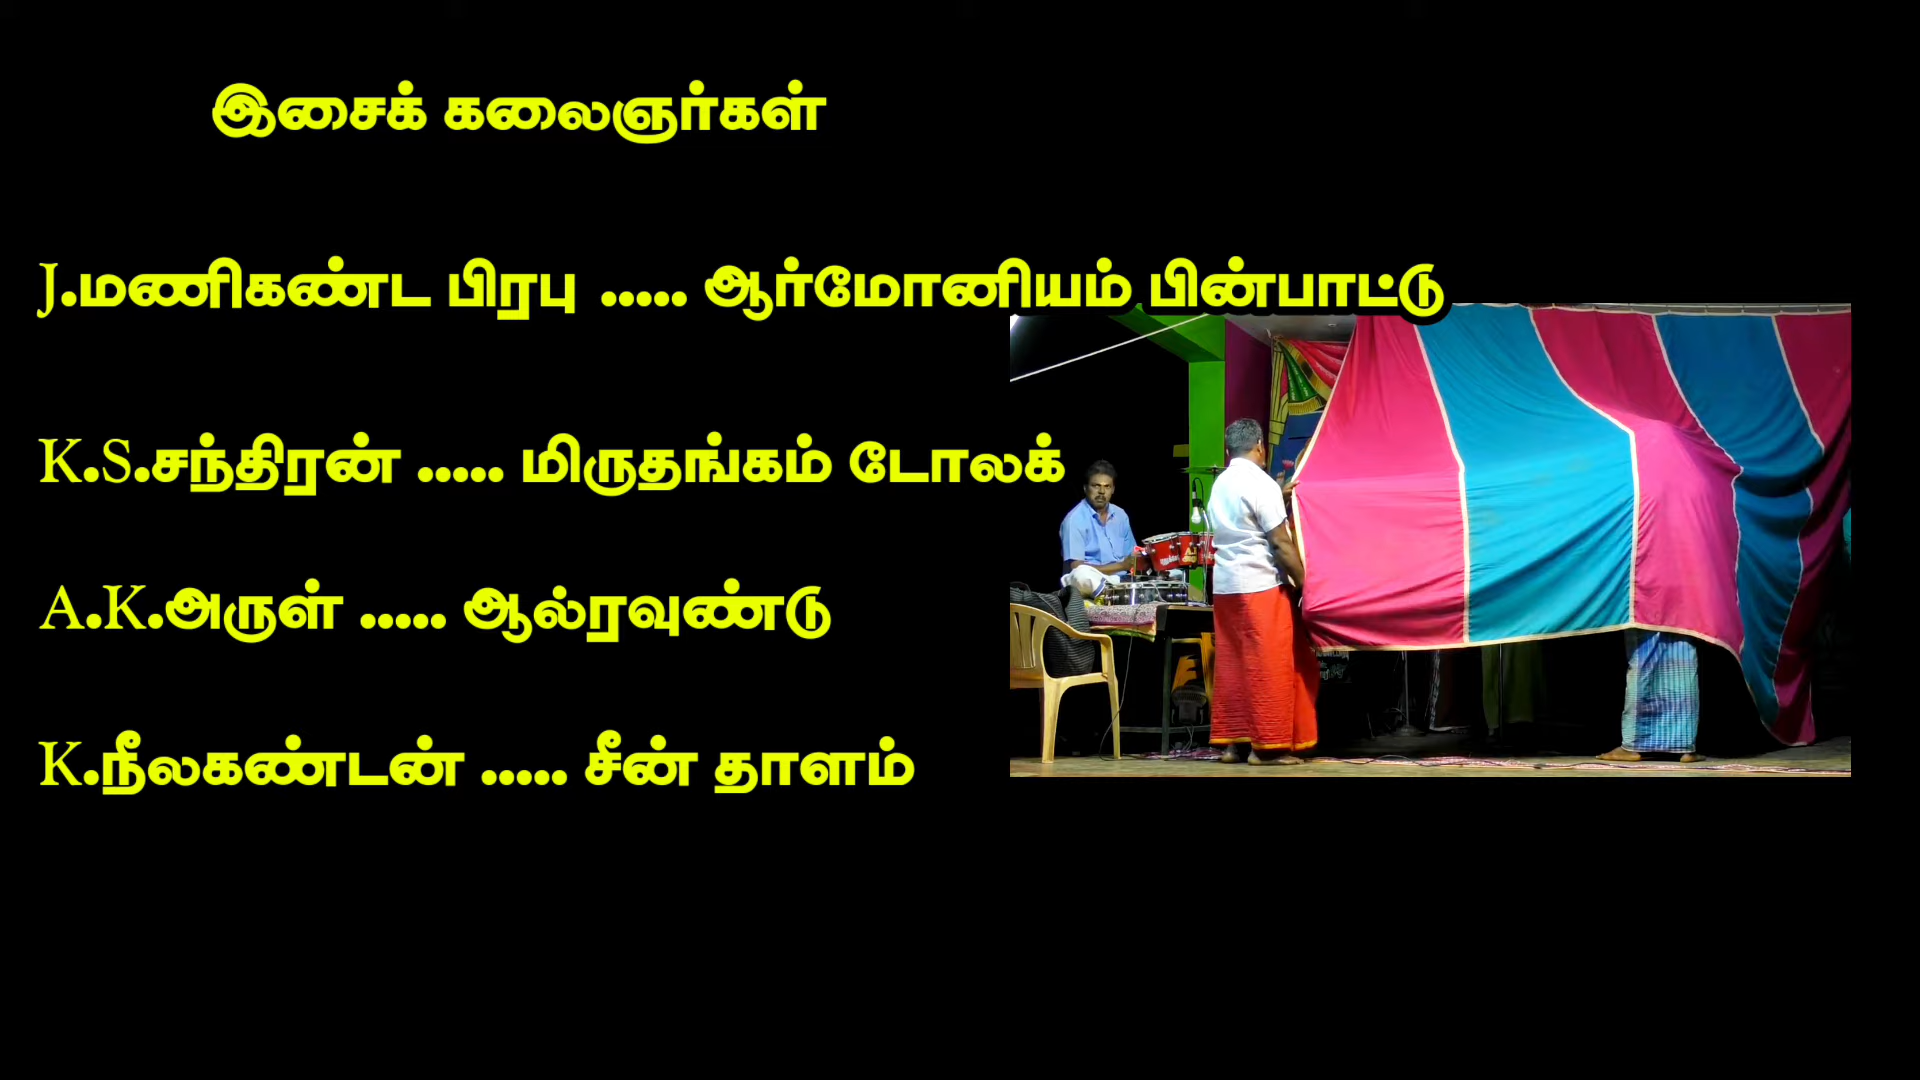 இசைக் கலைஞர்கள்
J.மணிகண்ட பிரபு ..... ஆர்மோனியம் பின்பாட்டு
K.S.சந்திரன் ..... மிருதங்கம் டோலக்
A.K.அருள் ..... ஆல்ரவுண்டு
K.நீலகண்டன் ..... சீன் தாளம்